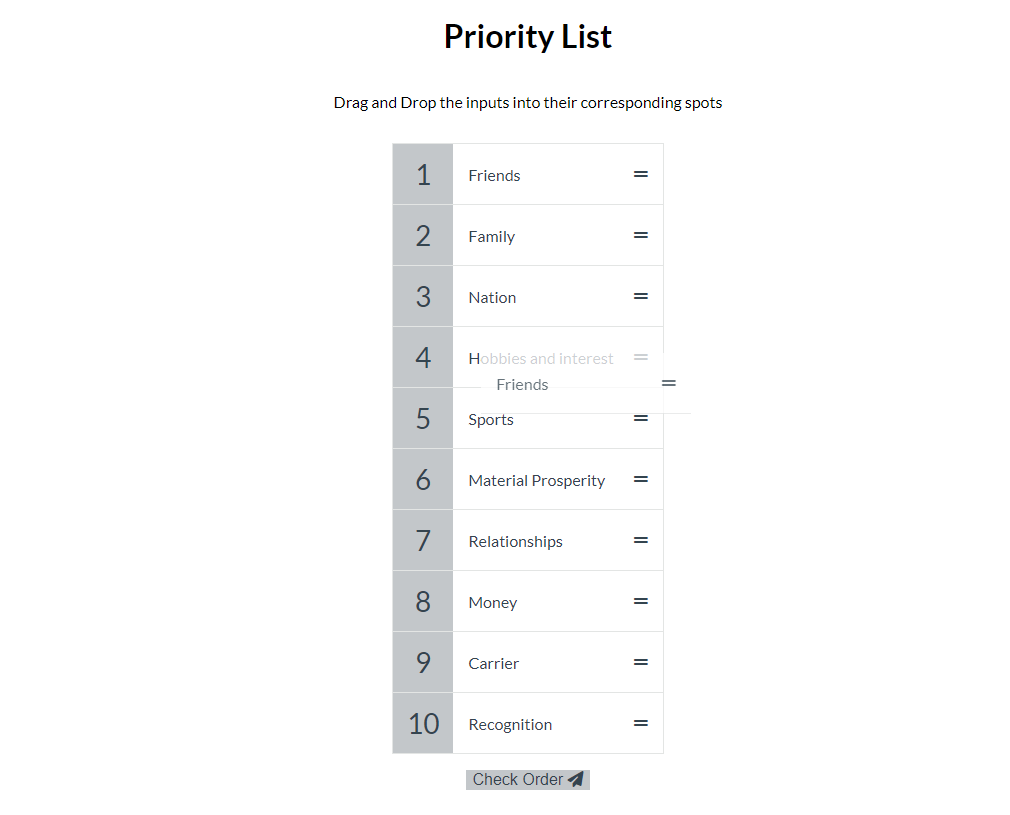 Priority List
Drag and Drop the inputs into their corresponding spots
1 Friends
2 Family
3 Nation
4 Hobbies and interest
Friends
5 Sports
6 Material Prosperity
7 Relationships
8 Money
9 Carrier
10 Recognition
Check Order